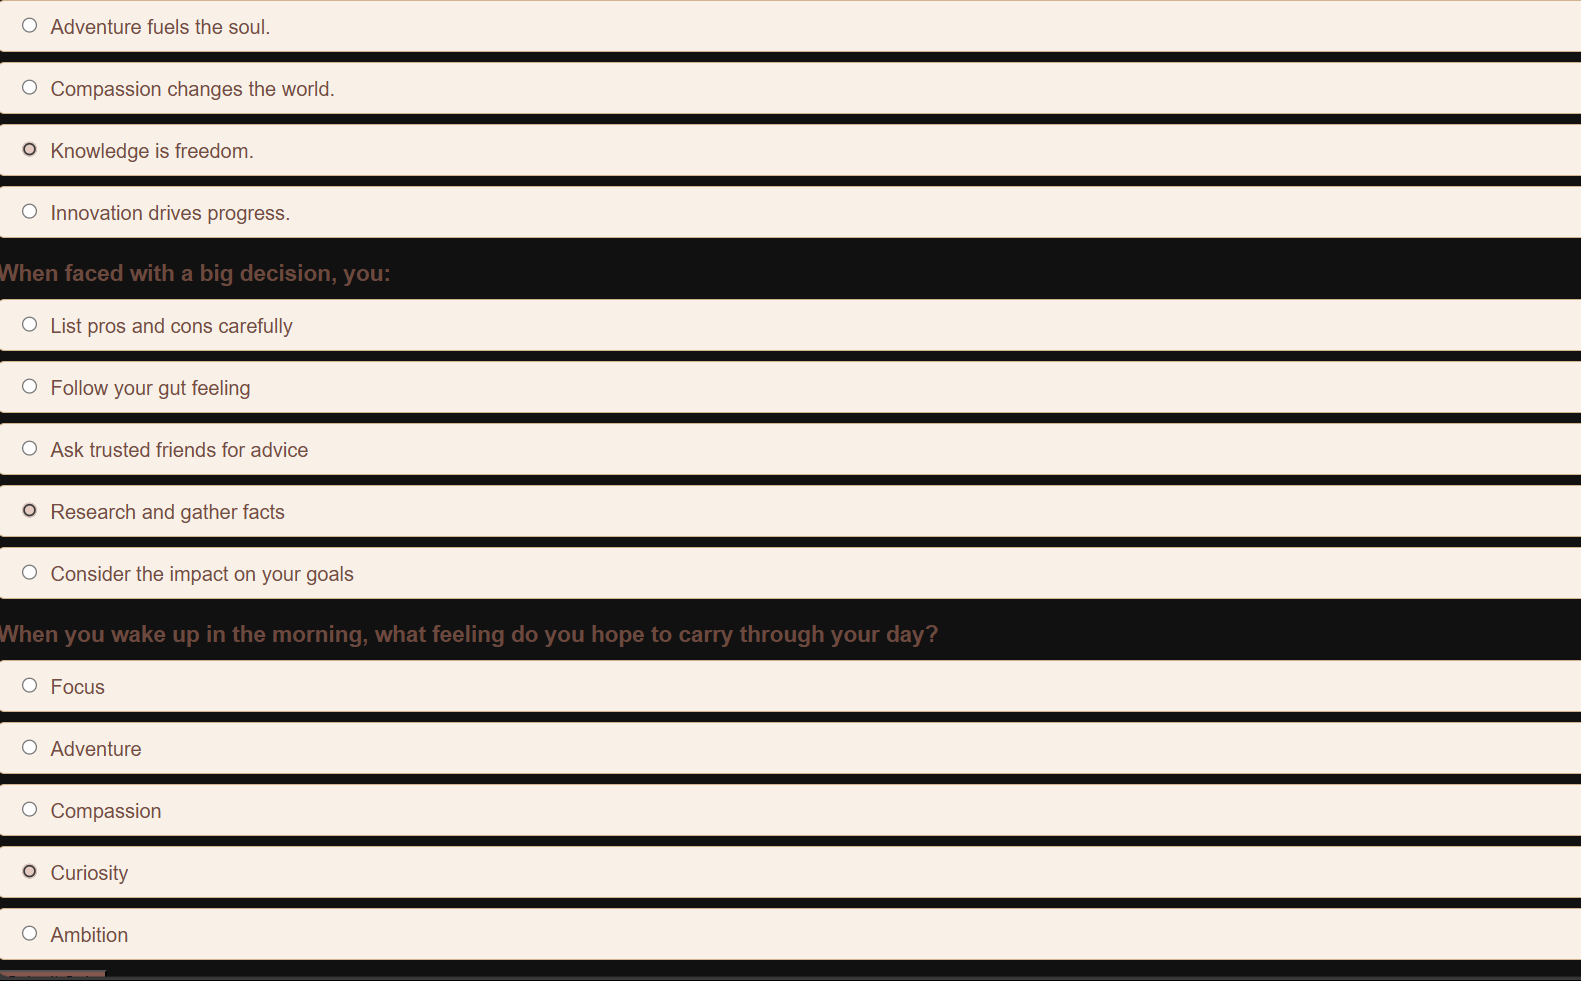 Adventure fuels the soul.
Compassion changes the world.
Knowledge is freedom.
Innovation drives progress.
When faced with a big decision, you:
List pros and cons carefully
Follow your gut feeling
Ask trusted friends for advice
Research and gather facts
Consider the impact on your goals
When you wake up in the morning, what feeling do you hope to carry through your day?
Focus
Adventure
Compassion
Curiosity
Ambition